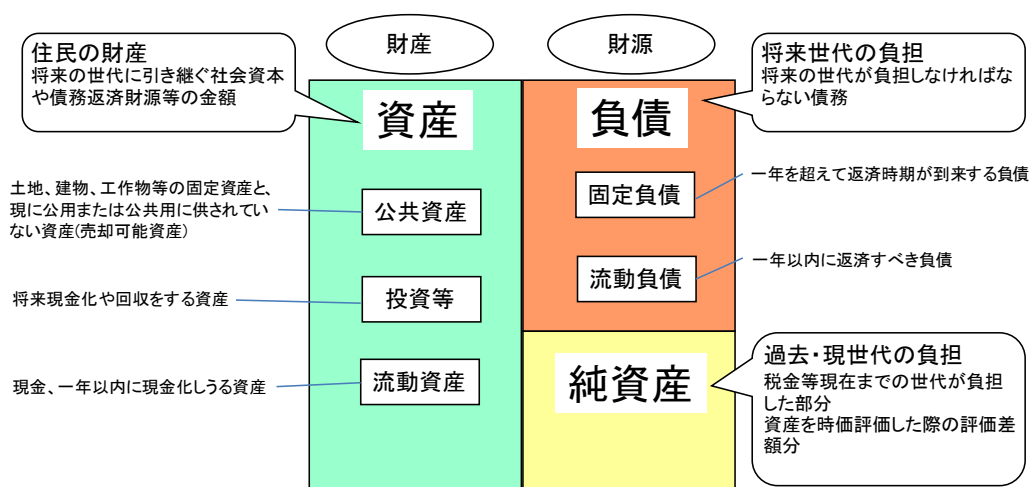 財産
財源
住民の財産
将来の世代に引き継ぐ社会資本
や債務返済財源等の金額
将来世代の負担
将来の世代が負担しなければな
らない債務
資産
負債
土地、建物、工作物等の固定資産と、
現に公用または公共用に供されてい
ない資産(売却可能資産)
公共資産
固定負債
一年を超えて返済時期が到来する負債
将来現金化や回収をする資産
投資等
流動負債
一年以内に返済すべき負債
現金、一年以内に現金化しうる資産
流動資産
純資産
過去・現世代の負担
税金等現在までの世代が負担
した部分
資産を時価評価した際の評価差
額分